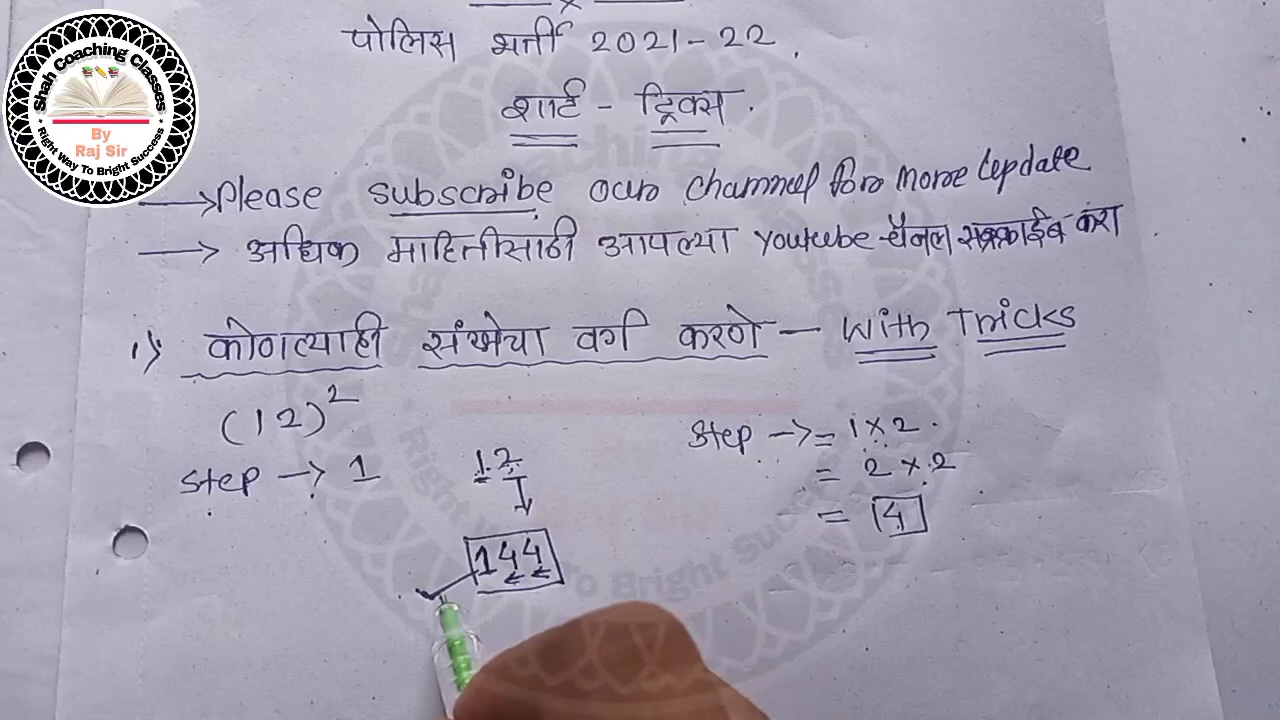 Shah Coaching Classes
By
Raj Sir
Right Way To Bright Success
पोलिस भर्ती 2021-22.
शार्ट - ट्रिक्स.
→ Please subscribe our channel for more Update
→ अधिक माहितीसाठी आपल्या Youtube चैनल सब्क्राईब करा
1) कोणत्याही संख्येचा वर्ग करणे - With Tricks
(12)²
Step → 1
12
↓
144
Step → = 1 × 2.
= 2 × 2
= 4